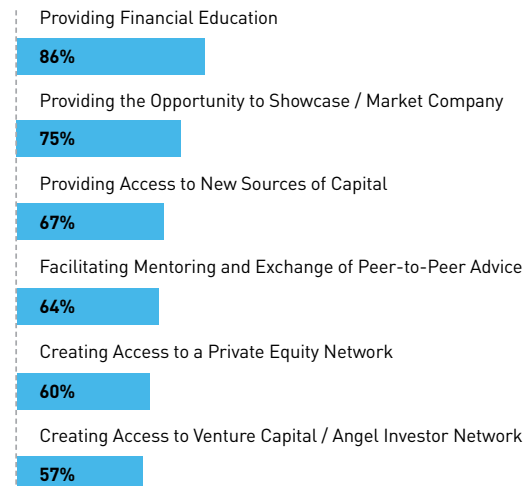 Providing Financial Education
86%
Providing the Opportunity to Showcase / Market Company
75%
Providing Access to New Sources of Capital
67%
Facilitating Mentoring and Exchange of Peer-to-Peer Advice
64%
Creating Access to a Private Equity Network
60%
Creating Access to Venture Capital / Angel Investor Network
57%